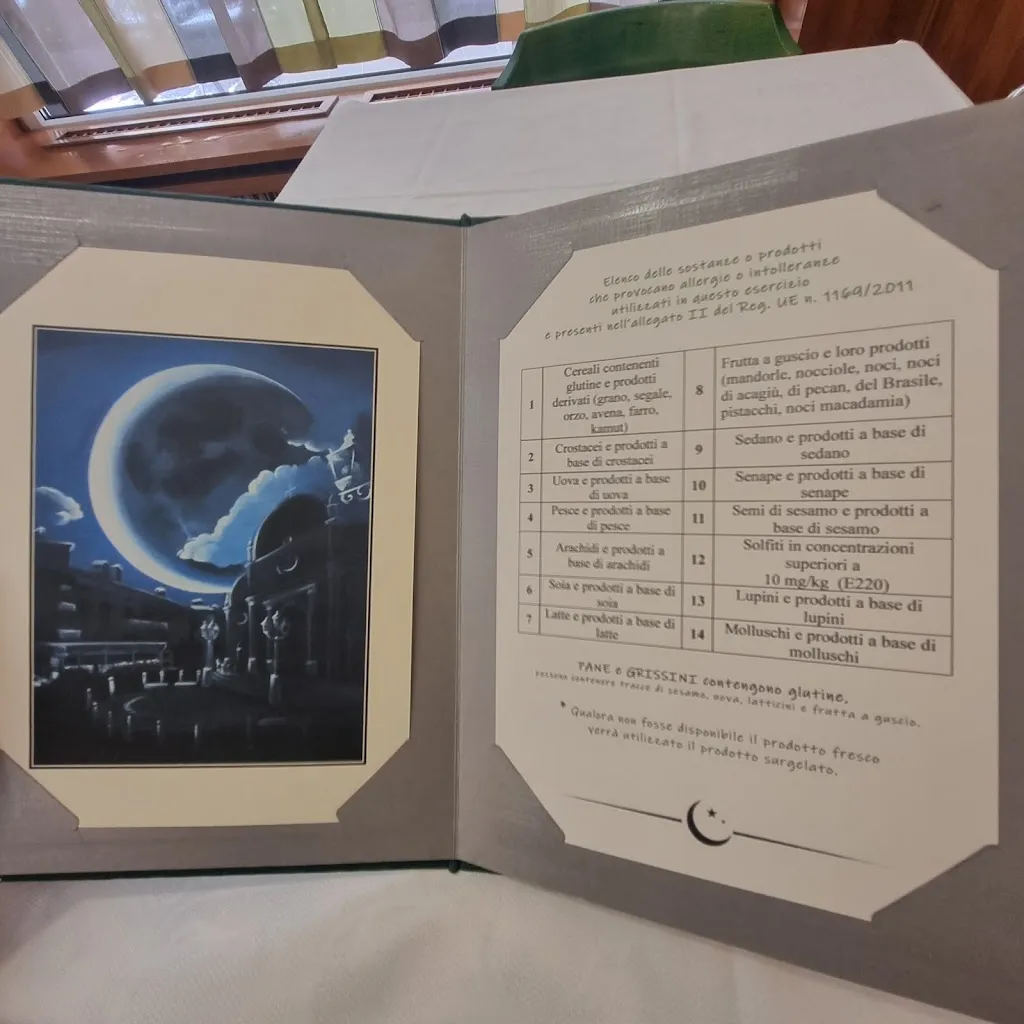 Elenco delle sostanze o prodotti
che provocano allergie o intolleranze
utilizzati in questo esercizio
e presenti nell'allegato II del Reg. UE n. 1169/2011
1
Cereali contenenti
glutine e prodotti
derivati (grano, segale,
orzo, avena, farro,
kamut)
2
Crostacei e prodotti a
base di crostacei
3
Uova e prodotti a base
di uova
4
Pesce e prodotti a base
di pesce
5
Arachidi e prodotti a
base di arachidi
6
Soia e prodotti a base di
soia
7
Latte e prodotti a base di
latte
8
Frutta a guscio e loro prodotti
(mandorle, nocciole, noci, noci
di acagiù, di pecan, del Brasile,
pistacchi, noci macadamia)
9
Sedano e prodotti a base di
sedano
10
Senape e prodotti a base di
senape
11
Semi di sesamo e prodotti a
base di sesamo
12
Solfiti in concentrazioni
superiori a
10 mg/kg (E220)
13
Lupini e prodotti a base di
lupini
14
Molluschi e prodotti a base di
molluschi
PANE e GRISSINI contengono glutine,
possono contenere tracce di sesamo, uova, latticini e frutta a guscio.
* Qualora non fosse disponibile il prodotto fresco
verrà utilizzato il prodotto surgelato.